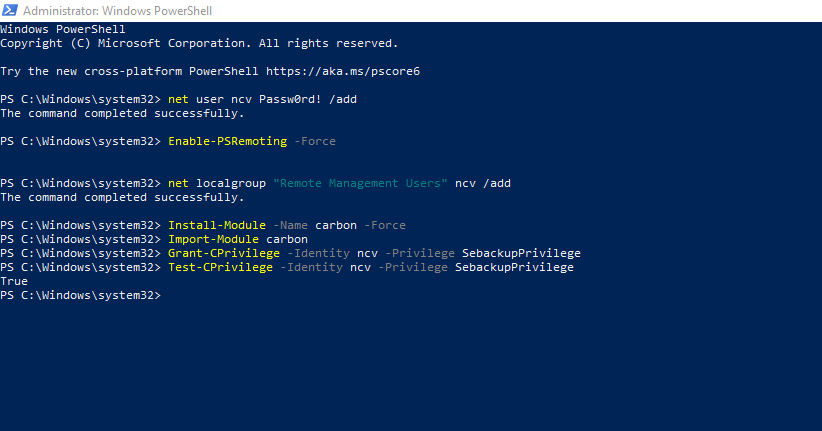 Administrator: Windows PowerShell
Windows PowerShell
Copyright (C) Microsoft Corporation. All rights reserved.
Try the new cross-platform PowerShell https://aka.ms/pscore6
PS C:\Windows\system32> net user ncv Passw0rd! /add
The command completed successfully.
PS C:\Windows\system32> Enable-PSRemoting -Force
PS C:\Windows\system32> net localgroup "Remote Management Users" ncv /add
The command completed successfully.
PS C:\Windows\system32> Install-Module -Name carbon -Force
PS C:\Windows\system32> Import-Module carbon
PS C:\Windows\system32> Grant-CPrivilege -Identity ncv -Privilege SebackupPrivilege
PS C:\Windows\system32> Test-CPrivilege -Identity ncv -Privilege SebackupPrivilege
True
PS C:\Windows\system32>